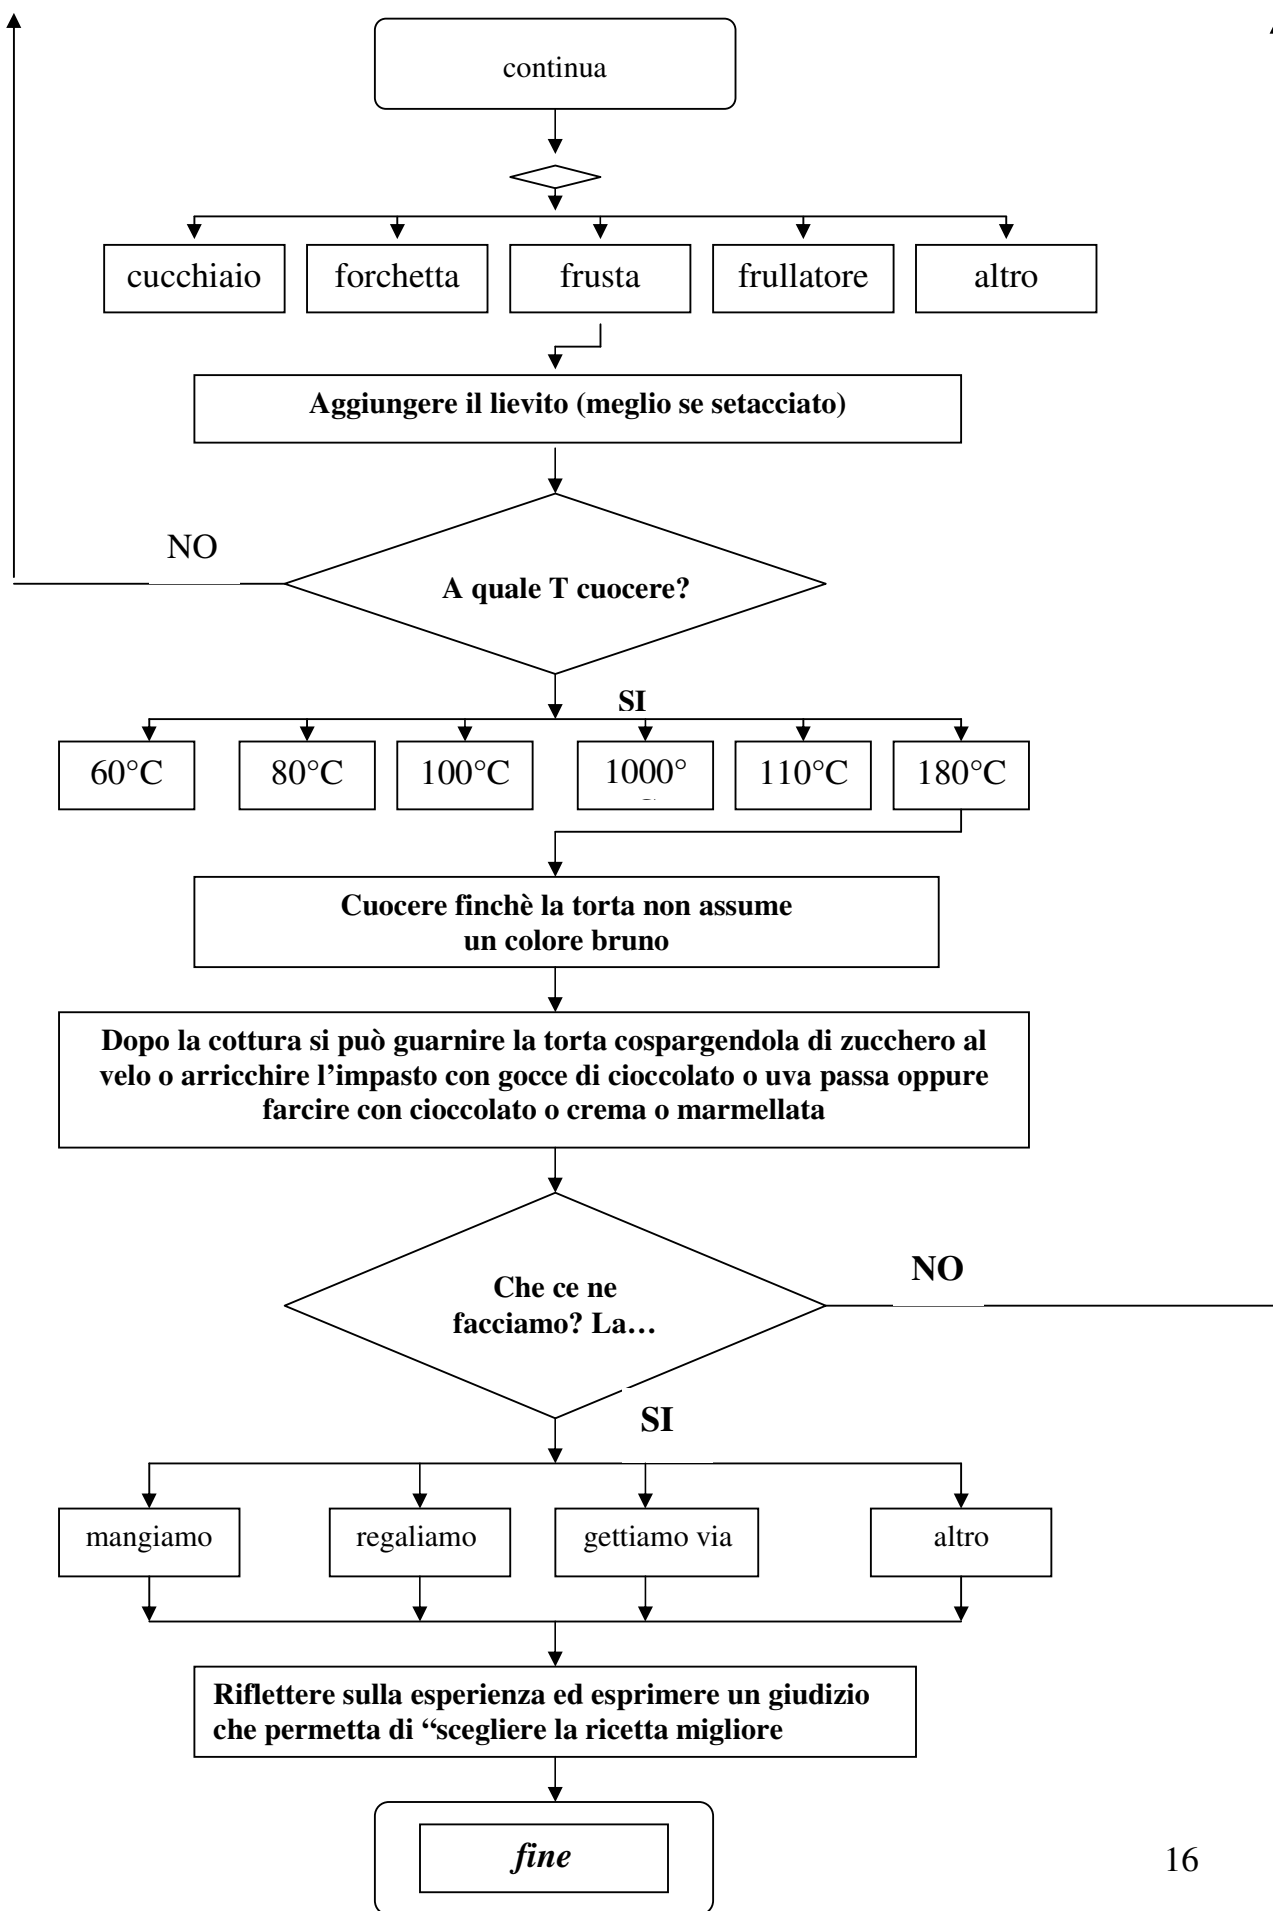 continua
cucchiaio
forchetta
frusta
frullatore
altro
Aggiungere il lievito (meglio se setacciato)
NO
A quale T cuocere?
SI
60°C
80°C
100°C
1000°
110°C
180°C
Cuocere finchè la torta non assume
un colore bruno
Dopo la cottura si può guarnire la torta cospargendola di zucchero al
velo o arricchire l’impasto con gocce di cioccolato o uva passa oppure
farcire con cioccolato o crema o marmellata
Che ce ne
facciamo? La…
NO
SI
mangiamo
regaliamo
gettiamo via
altro
Riflettere sulla esperienza ed esprimere un giudizio
che permetta di “scegliere la ricetta migliore
fine
16